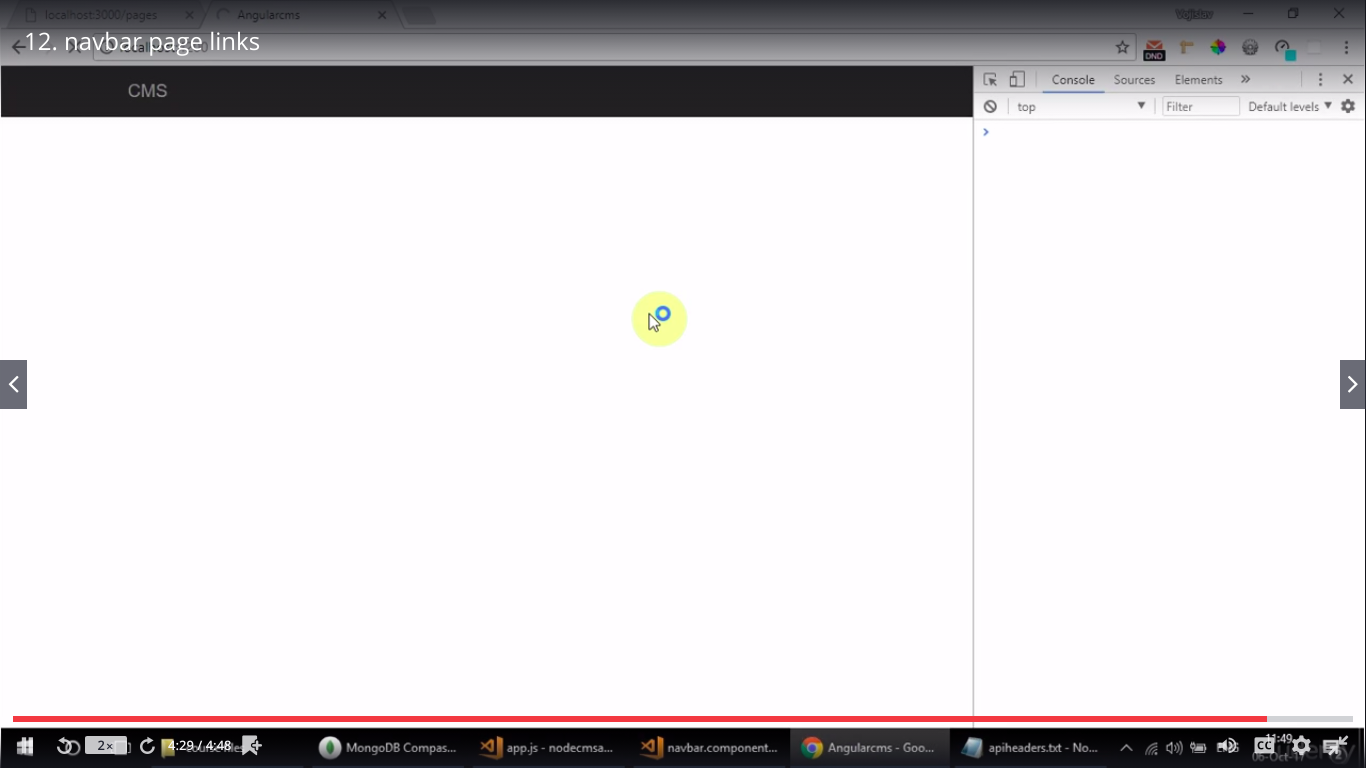 localhost:3000/pages
Angularcms
12. navbar page links
DND
CMS
Console
Sources
Elements
top
Filter
Default levels
2×
4:29 / 4:48
MongoDB Compas...
app.js - nodecmsa...
navbar.component...
Angularcms - Goo...
apiheaders.txt - No...
CC
11:49
06-Oct-17